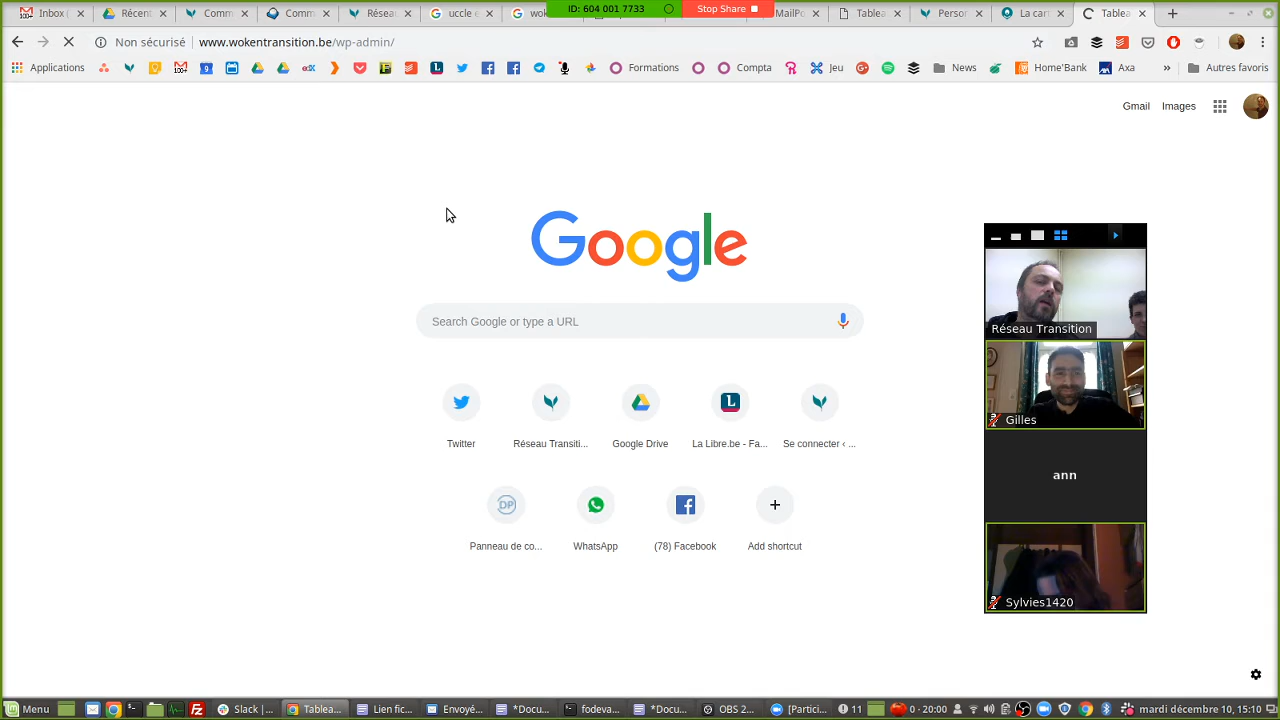 ID: 604 001 7733 Stop Share
Inbox Récent Comm Comm Résea uccle e wok MailPo Tablea Person La cart Tablea
Non sécurisé www.wokentransition.be/wp-admin/
Applications Formations Compta Jeu News Home'Bank Axa » Autres favoris
Gmail Images
Google
Search Google or type a URL
Réseau Transition
Gilles
ann
Sylvies1420
Twitter Réseau Transiti... Google Drive La Libre.be - Fa... Se connecter ‹ ...
Panneau de co... WhatsApp (78) Facebook Add shortcut
Menu Slack |... Tablea... Lien fic... Envoyé... *Docu... fodeva... *Docu... OBS 2... [Partici... 11 0 · 20:00 mardi décembre 10, 15:10